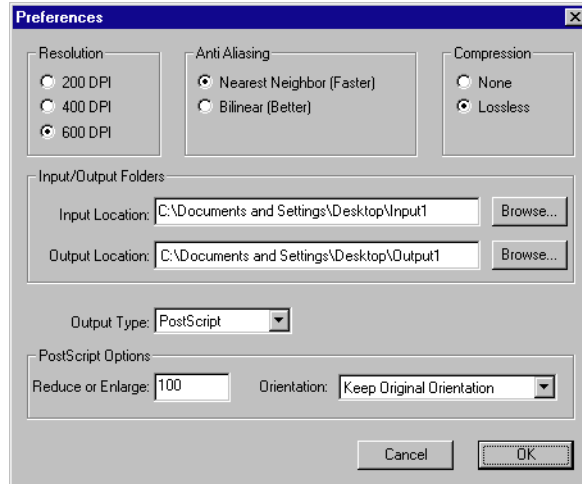 Preferences
Resolution
200 DPI
400 DPI
600 DPI
Anti Aliasing
Nearest Neighbor (Faster)
Bilinear (Better)
Compression
None
Lossless
Input/Output Folders
Input Location: C:\Documents and Settings\Desktop\Input1 Browse...
Output Location: C:\Documents and Settings\Desktop\Output1 Browse...
Output Type: PostScript
PostScript Options
Reduce or Enlarge: 100 Orientation: Keep Original Orientation
Cancel OK